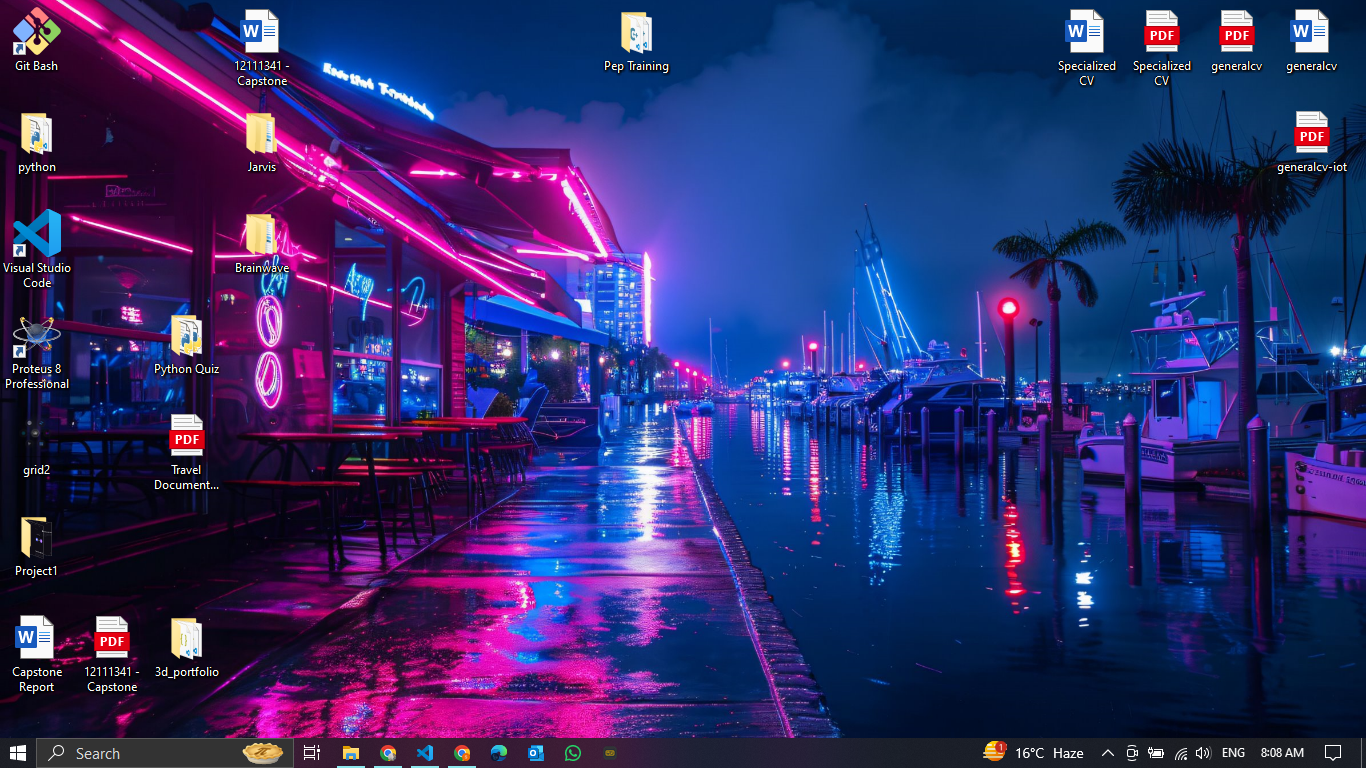 Git Bash
12111341 -
Capstone
Pep Training
Specialized
CV
Specialized
CV
generalcv
generalcv
python
Jarvis
generalcv-iot
Visual Studio
Code
Brainwave
Proteus 8
Professional
Python Quiz
grid2
Travel
Document...
Project1
Capstone
Report
12111341 -
Capstone
3d_portfolio
Search
16°C Haze
ENG
8:08 AM